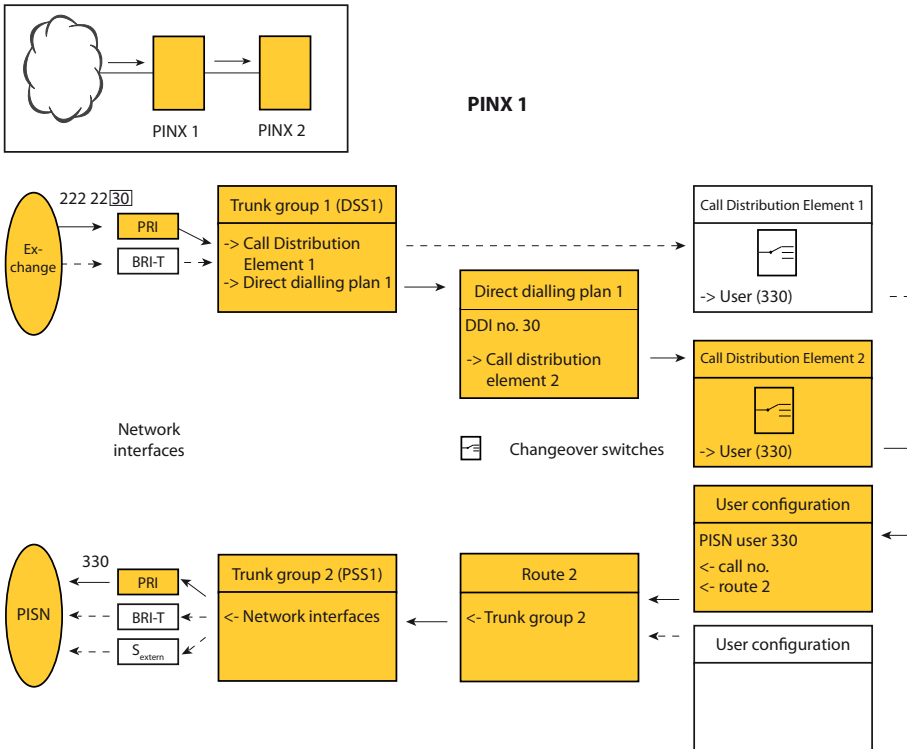 PINX 1
PINX 2
PINX 1
222 22 30
Ex-
change
PRI
BRI-T
Trunk group 1 (DSS1)
-> Call Distribution
Element 1
-> Direct dialling plan 1
Call Distribution Element 1
-> User (330)
Direct dialling plan 1
DDI no. 30
-> Call distribution
element 2
Call Distribution Element 2
-> User (330)
Network
interfaces
Changeover switches
User configuration
PISN user 330
<- call no.
<- route 2
PISN
330
PRI
BRI-T
S extern
Trunk group 2 (PSS1)
<- Network interfaces
Route 2
<- Trunk group 2
User configuration